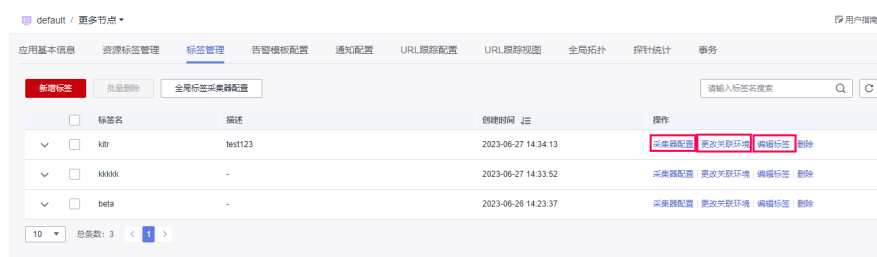 default / 更多节点 用户指南
应用基本信息 资源标签管理 标签管理 告警模板配置 通知配置 URL跟踪配置 URL跟踪视图 全局拓扑 探针统计 事务
新增标签 批量删除 全局标签采集器配置 请输入标签名搜索
标签名 描述 创建时间 操作
kitr test123 2023-06-27 14:34:13 采集器配置 更改关联环境 编辑标签 删除
kkkkk - 2023-06-27 14:33:52 采集器配置 更改关联环境 编辑标签 删除
beta - 2023-06-26 14:23:37 采集器配置 更改关联环境 编辑标签 删除
10 总条数: 3 < 1 >